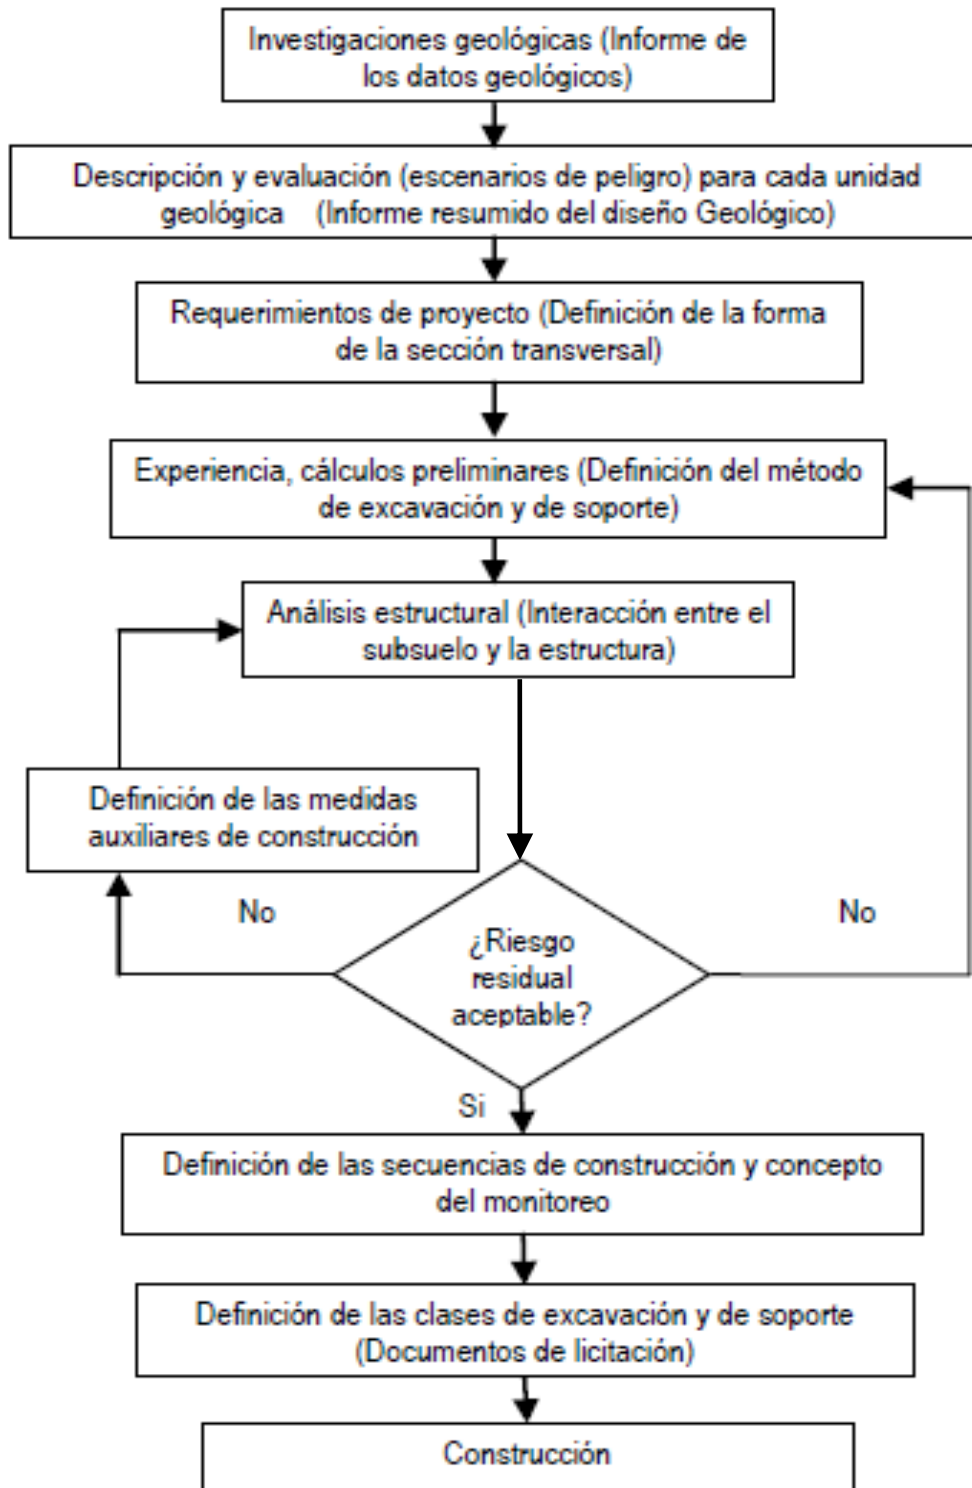 Investigaciones geológicas (Informe de
los datos geológicos)
Descripción y evaluación (escenarios de peligro) para cada unidad
geológica (Informe resumido del diseño Geológico)
Requerimientos de proyecto (Definición de la forma
de la sección transversal)
Experiencia, cálculos preliminares (Definición del método
de excavación y de soporte)
Análisis estructural (Interacción entre el
subsuelo y la estructura)
Definición de las medidas
auxiliares de construcción
No
No
¿Riesgo
residual
aceptable?
Si
Definición de las secuencias de construcción y concepto
del monitoreo
Definición de las clases de excavación y de soporte
(Documentos de licitación)
Construcción